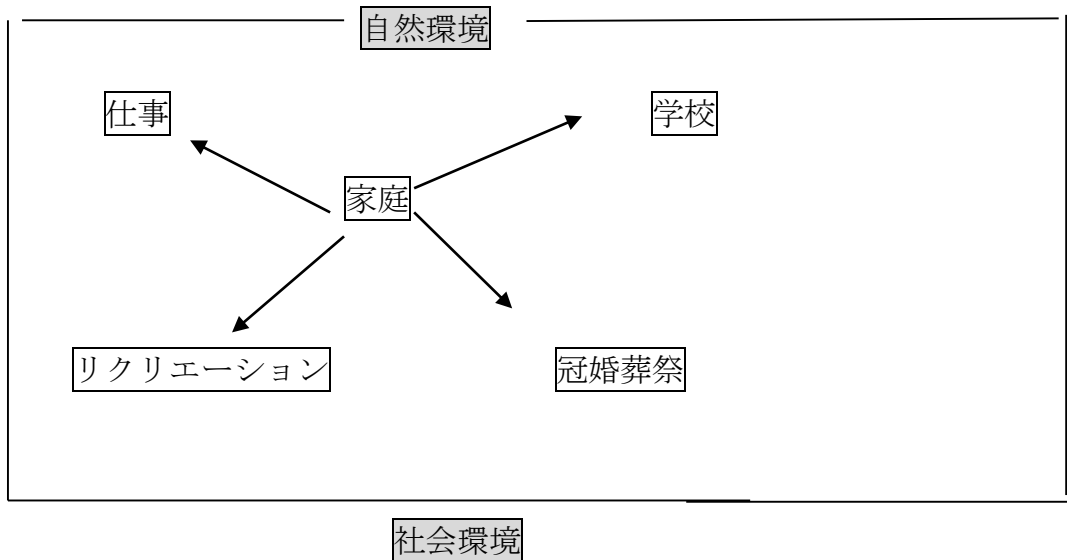 自然環境
仕事
学校
家庭
リクリエーション
冠婚葬祭
社会環境